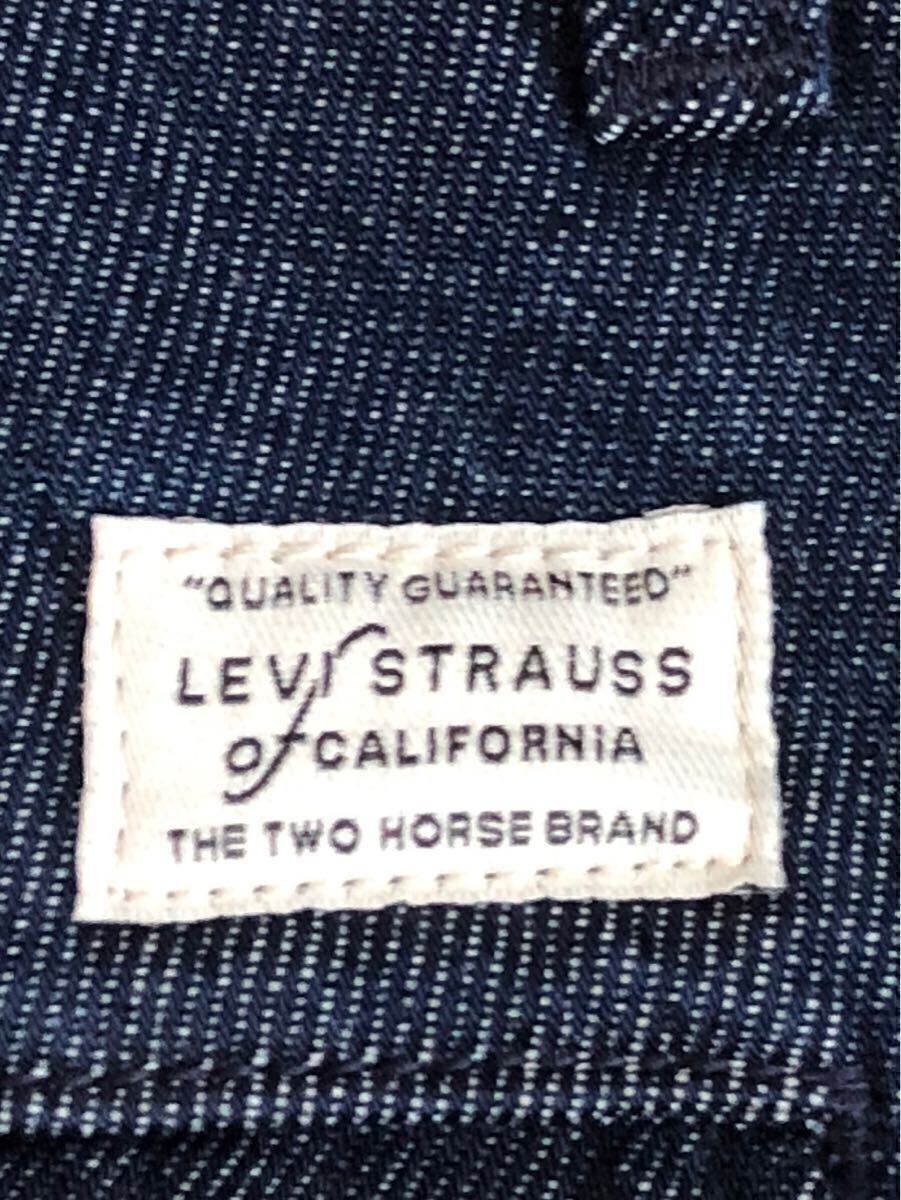 "QUALITY GUARANTEED"
LEVI STRAUSS
of CALIFORNIA
THE TWO HORSE BRAND